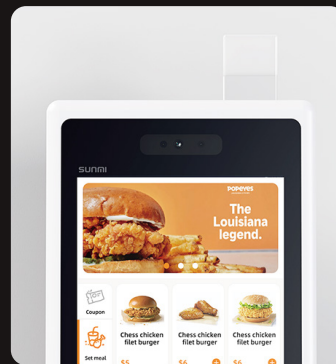 SUNMI
POPEYES
The
Louisiana
legend.
Coupon
Set meal
Chess chicken
filet burger
Chess chicken
filet burger
Chess chicken
filet burger
$5
$6
$6